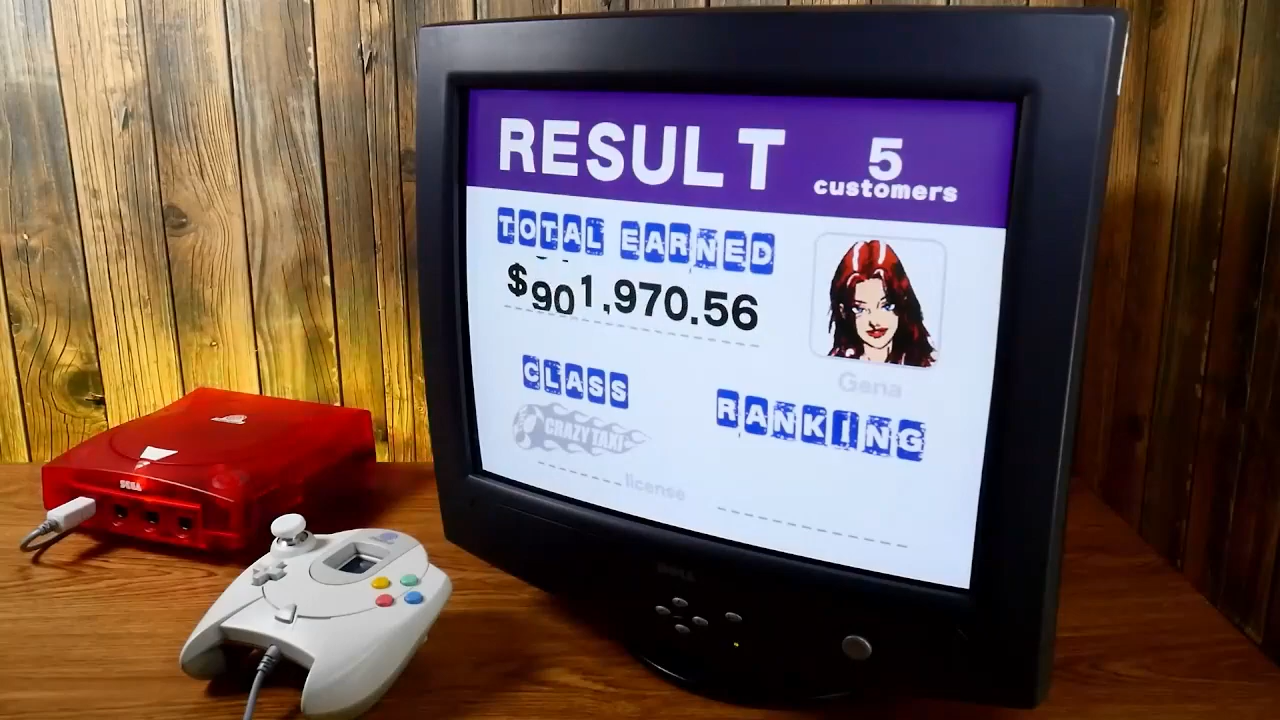 RESULT
5
customers
TOTAL EARNED
$901,970.56
Gena
CLASS
RANKING
CRAZY TAXI
license
SEGA